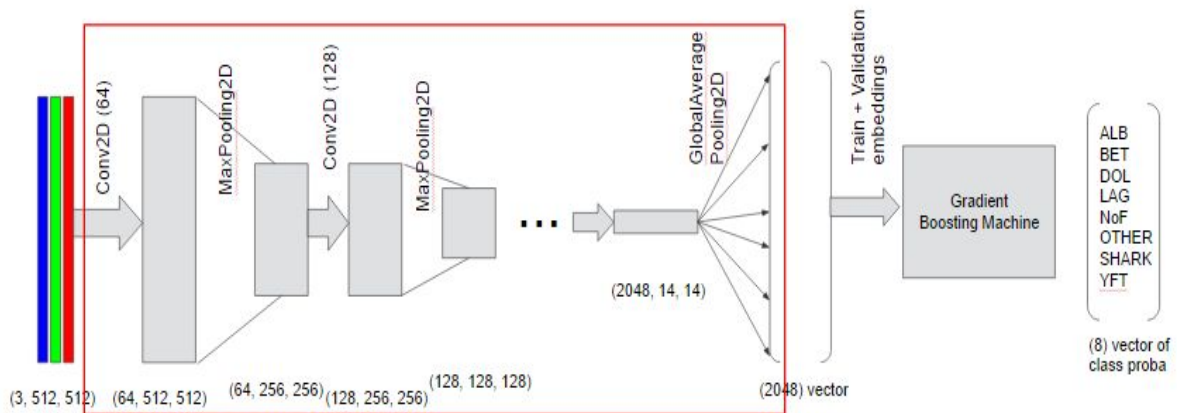 Conv2D (64)
MaxPooling2D
Conv2D (128)
MaxPooling2D
...
GlobalAverage
Pooling2D
Train + Validation
embeddings
Gradient
Boosting Machine
ALB
BET
DOL
LAG
NoF
OTHER
SHARK
YFT
(3, 512, 512)
(64, 512, 512)
(64, 256, 256)
(128, 256, 256)
(128, 128, 128)
(2048, 14, 14)
(2048) vector
(8) vector of
class proba